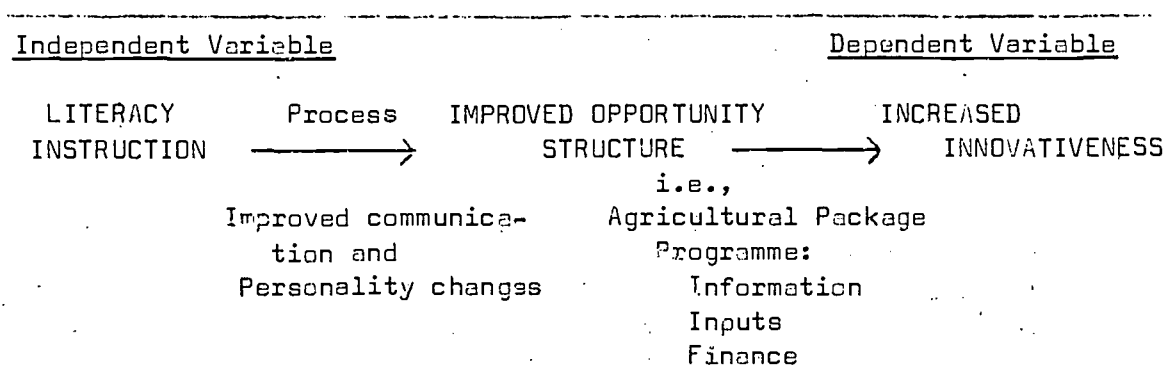 Independent Variable Dependent Variable
LITERACY Process IMPROVED OPPORTUNITY INCREASED
INSTRUCTION STRUCTURE INNOVATIVENESS
i.e.,
Improved communica- Agricultural Package
tion and Programme:
Personality changes Information
Inputs
Finance